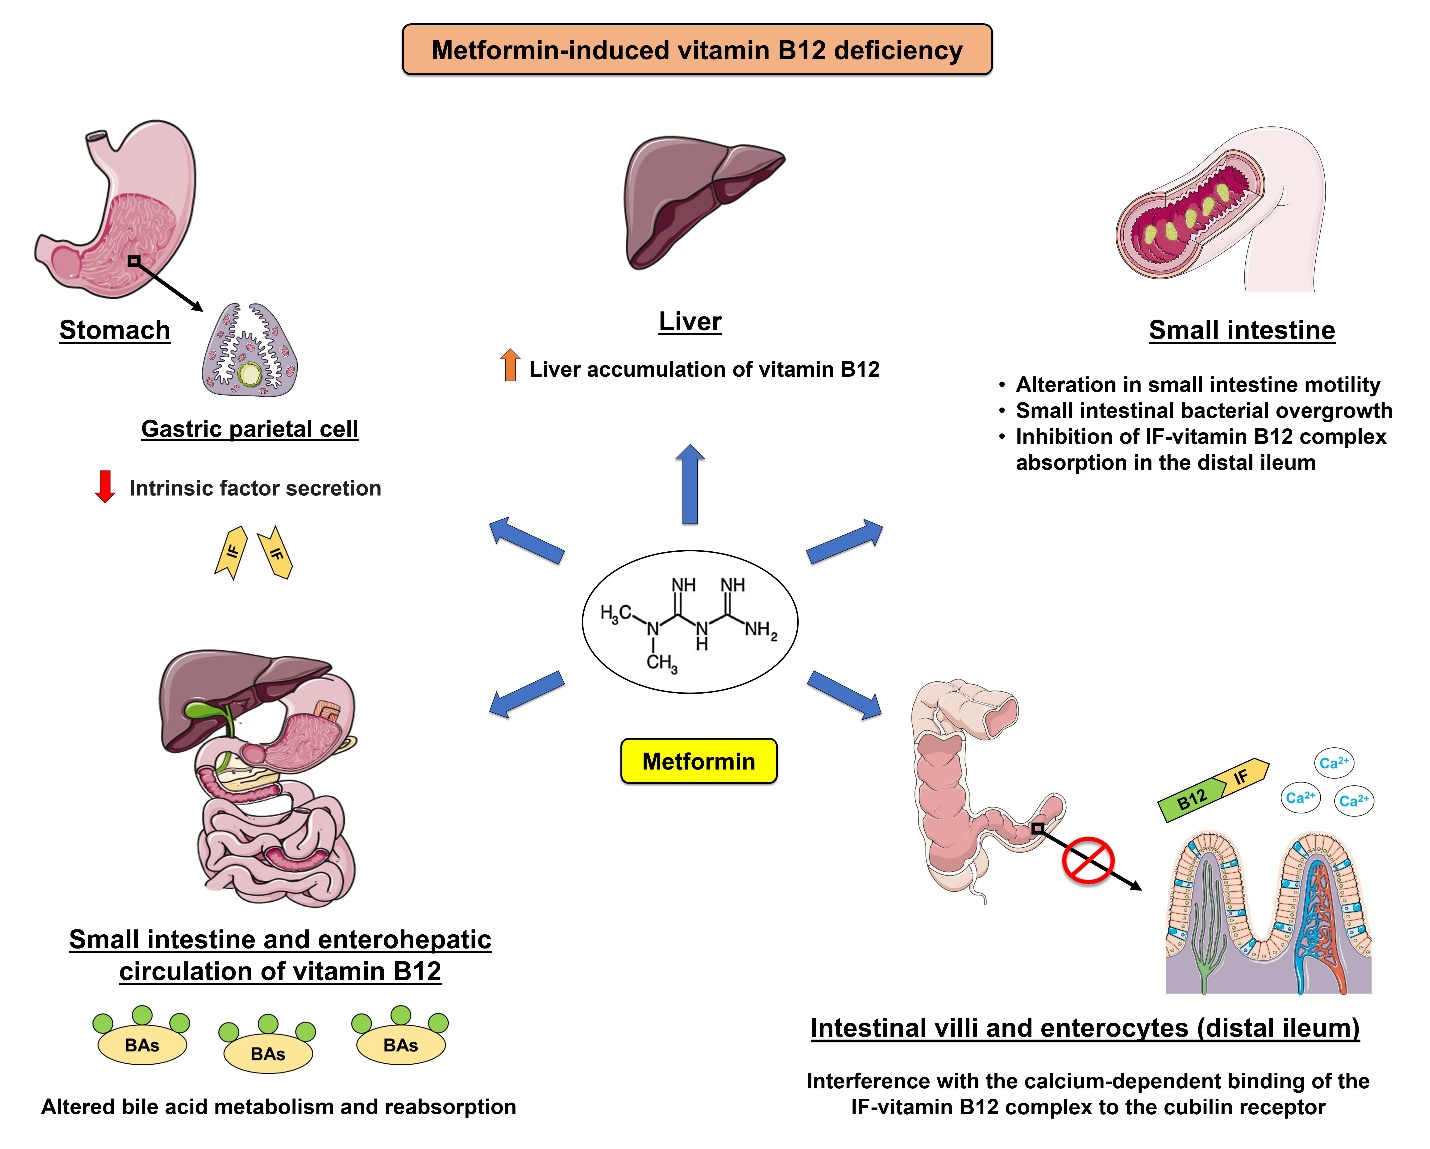 Metformin-induced vitamin B12 deficiency
Stomach
Gastric parietal cell
Intrinsic factor secretion
IF
IF
Liver
Liver accumulation of vitamin B12
Small intestine
• Alteration in small intestine motility
• Small intestinal bacterial overgrowth
• Inhibition of IF-vitamin B12 complex
absorption in the distal ileum
NH
NH
H3C
N
N
H
NH2
CH3
Metformin
Small intestine and enterohepatic
circulation of vitamin B12
BAs
BAs
BAs
Altered bile acid metabolism and reabsorption
B12
IF
Ca2+
Ca2+
Ca2+
Intestinal villi and enterocytes (distal ileum)
Interference with the calcium-dependent binding of the
IF-vitamin B12 complex to the cubilin receptor